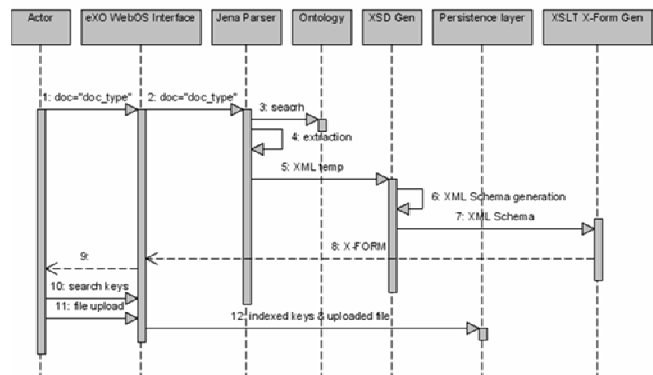 Actor eXO WebOS Interface Jena Parser Ontology XSD Gen Persistence layer XSLT X-Form Gen
1: doc="doc_type" 2: doc="doc_type"
3: search
4: extraction
5: XML temp
6: XML Schema generation
7: XML Schema
8: X-FORM
9:
10: search keys
11: file upload
12: indexed keys & uploaded file